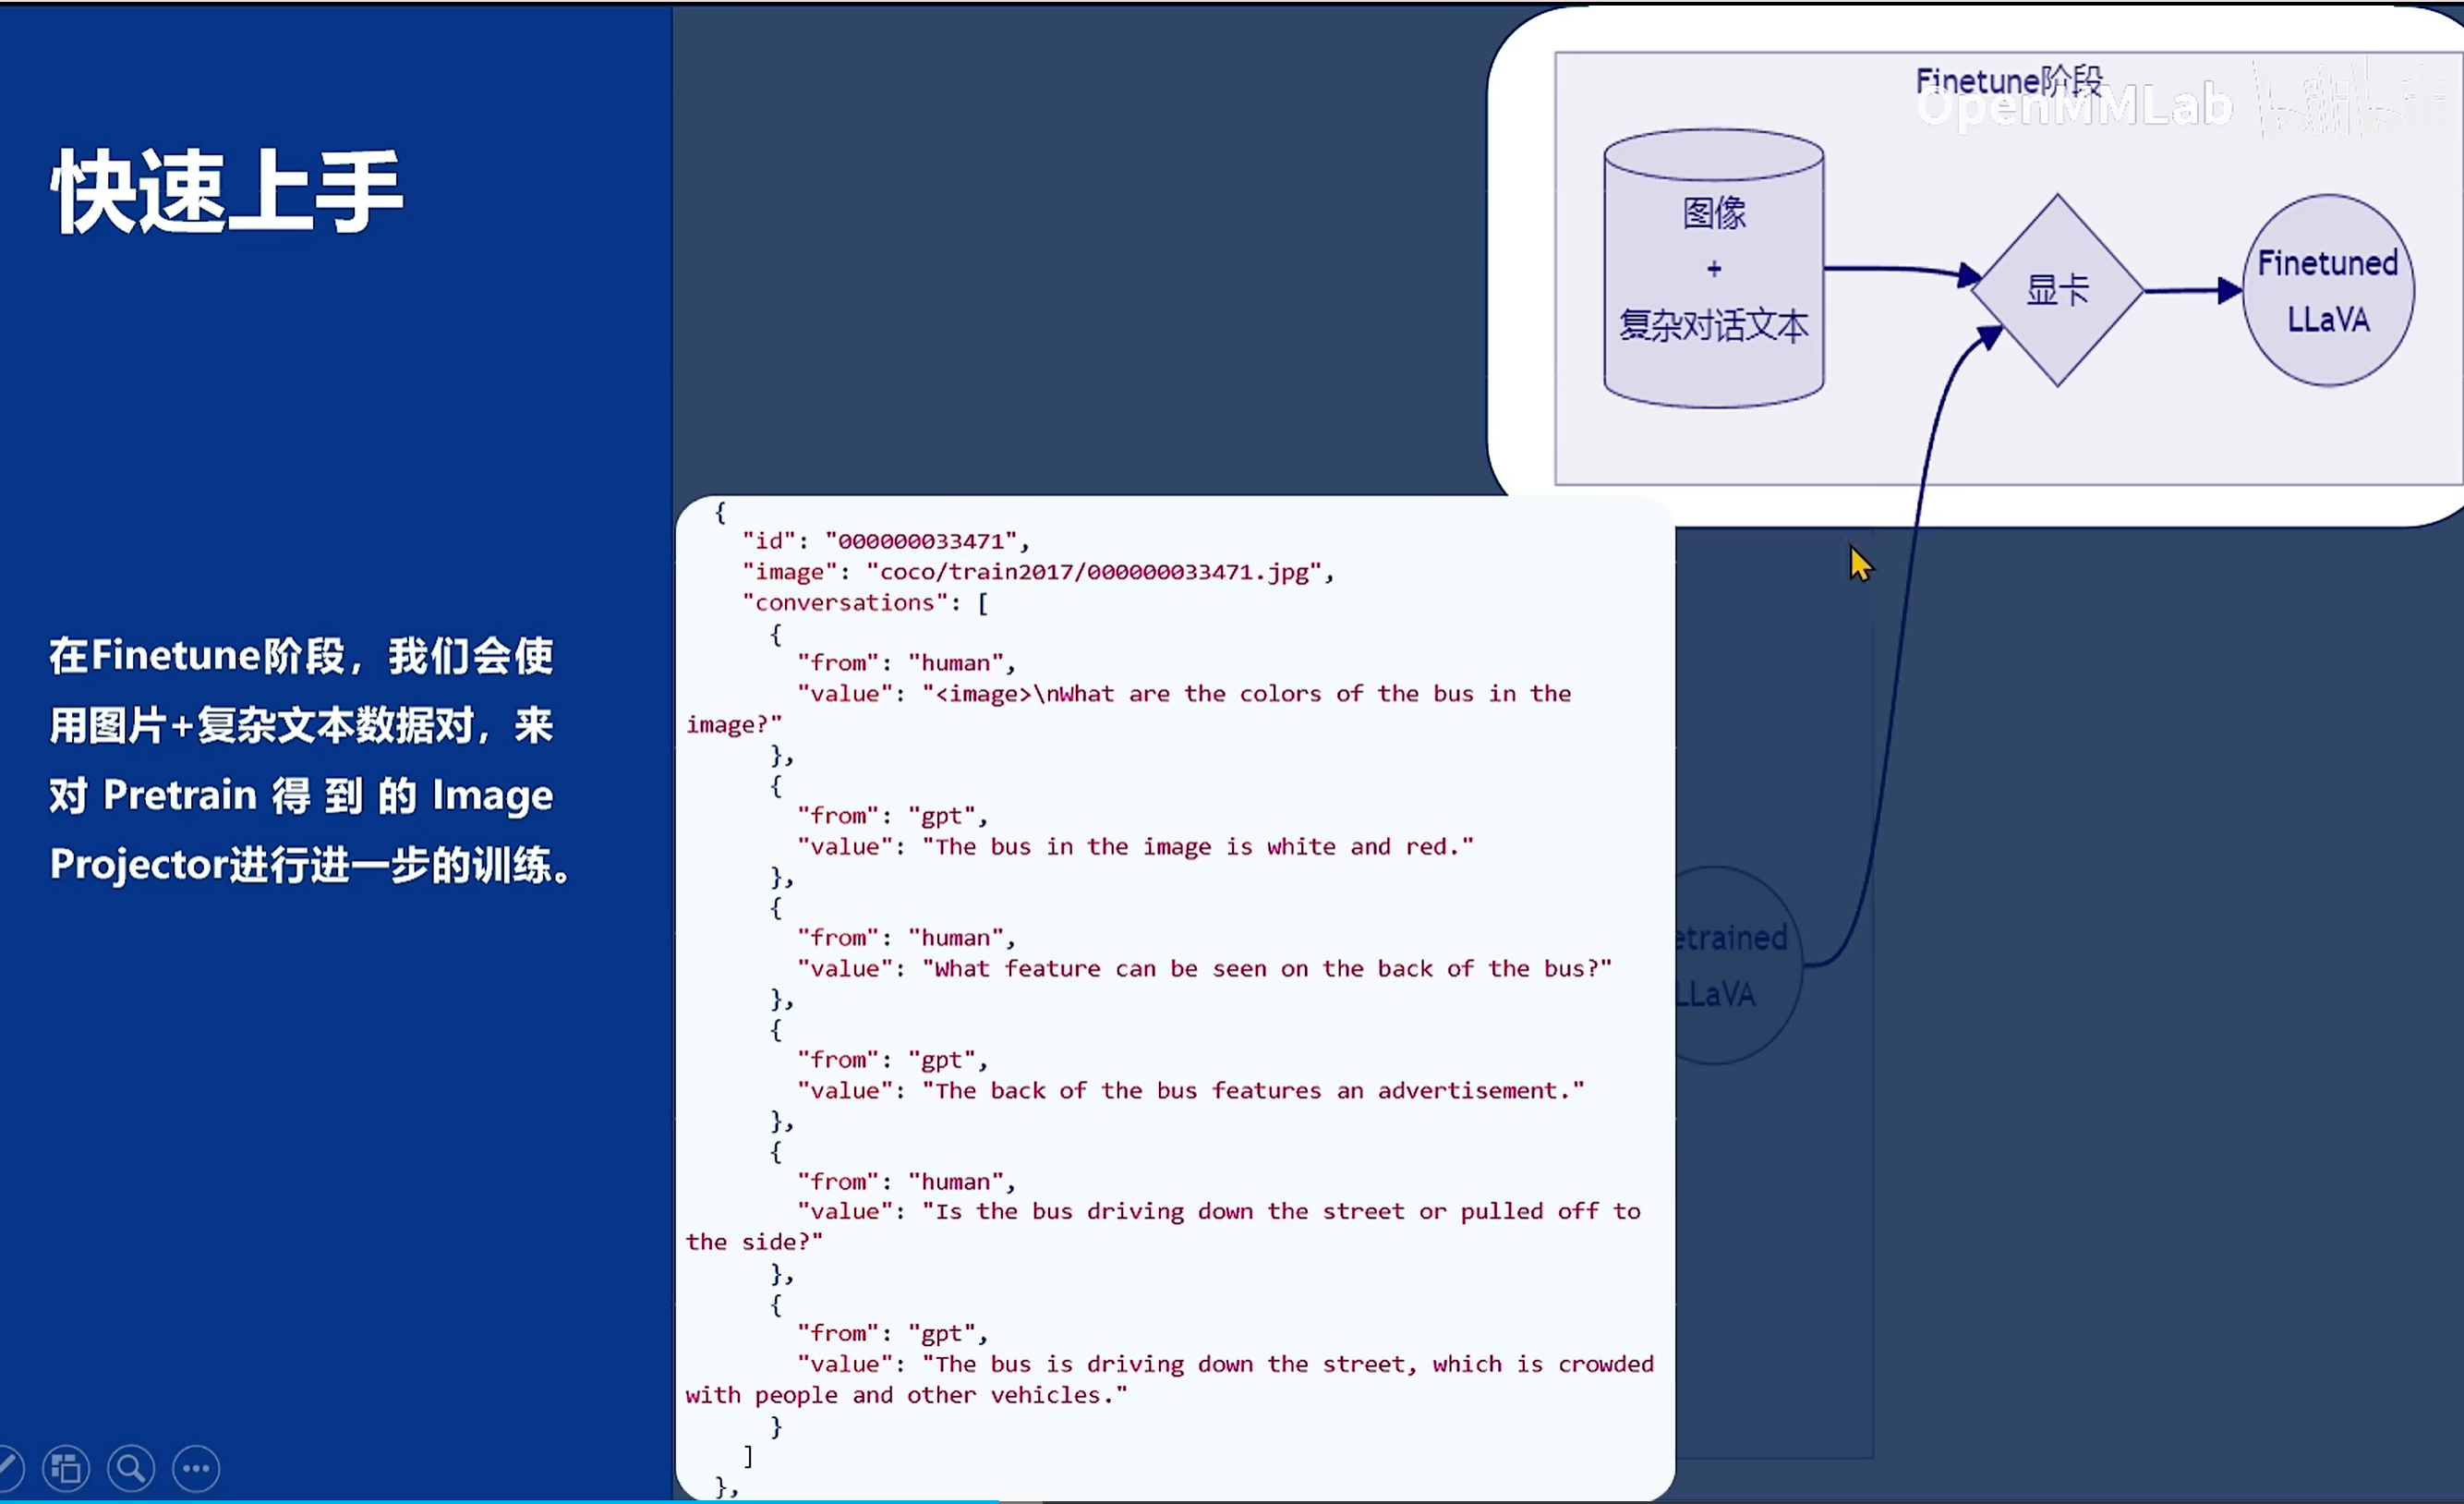 快速上手
在Finetune阶段，我们会使
用图片+复杂文本数据对，来
对 Pretrain 得 到 的 Image
Projector进行进一步的训练。
Finetune阶段
OpenMMLab
图像
+
复杂对话文本
显卡
Finetuned
LLaVA
{
"id": "000000033471",
"image": "coco/train2017/000000033471.jpg",
"conversations": [
{
"from": "human",
"value": "<image>\nWhat are the colors of the bus in the
image?"
},
{
"from": "gpt",
"value": "The bus in the image is white and red."
},
{
"from": "human",
"value": "What feature can be seen on the back of the bus?"
},
{
"from": "gpt",
"value": "The back of the bus features an advertisement."
},
{
"from": "human",
"value": "Is the bus driving down the street or pulled off to
the side?"
},
{
"from": "gpt",
"value": "The bus is driving down the street, which is crowded
with people and other vehicles."
}
]
},
etrained
LLaVA